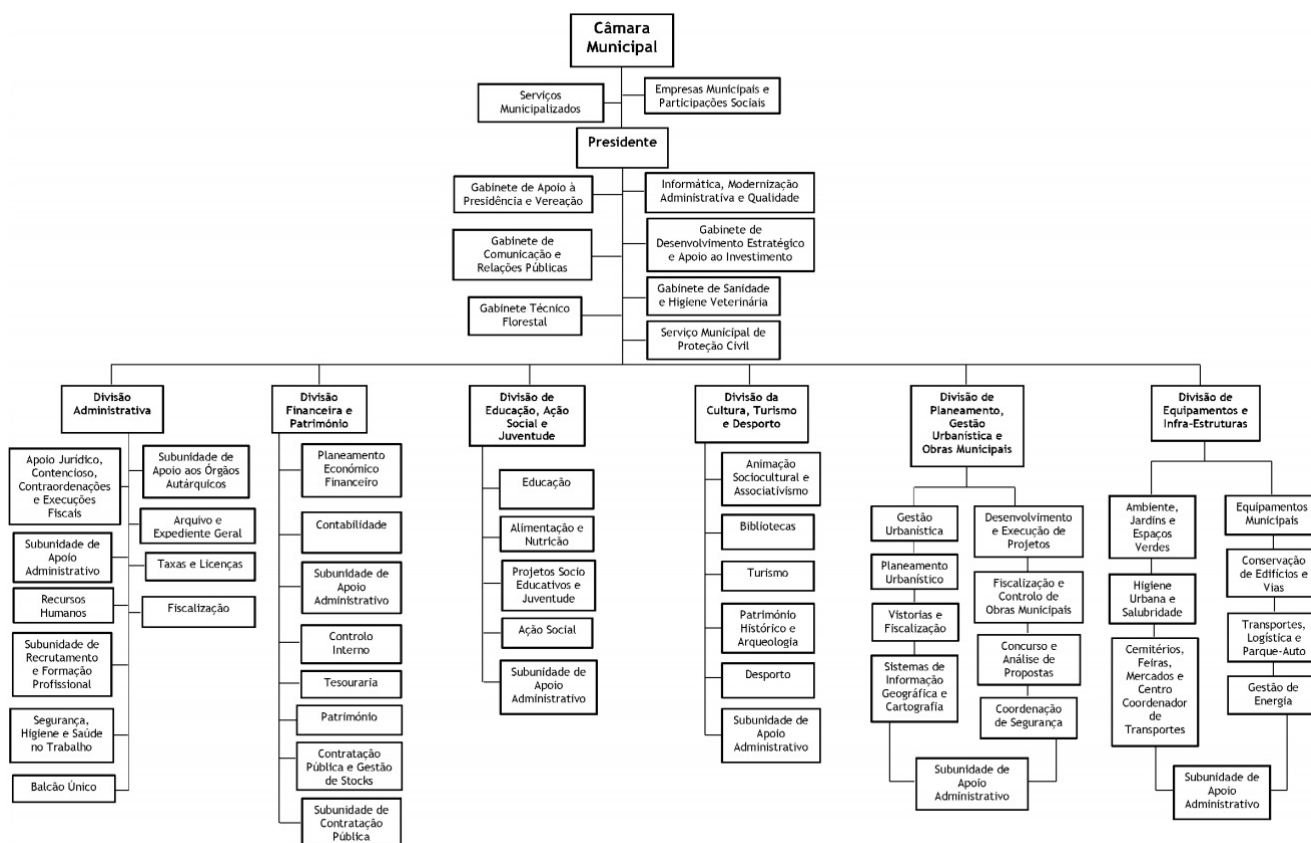 Câmara
Municipal
Serviços
Municipalizados
Empresas Municipais e
Participações Sociais
Presidente
Gabinete de Apoio à
Presidência e Vereação
Informática, Modernização
Administrativa e Qualidade
Gabinete de
Comunicação e
Relações Públicas
Gabinete de
Desenvolvimento Estratégico
e Apoio ao Investimento
Gabinete Técnico
Florestal
Gabinete de Sanidade
e Higiene Veterinária
Serviço Municipal de
Proteção Civil
Divisão
Administrativa
Apoio Jurídico,
Contencioso,
Contraordenações
e Execuções
Fiscais
Subunidade de
Apoio aos Órgãos
Autárquicos
Arquivo e
Expediente Geral
Subunidade de
Apoio
Administrativo
Taxas e Licenças
Recursos
Humanos
Fiscalização
Subunidade de
Recrutamento
e Formação
Profissional
Segurança,
Higiene e Saúde
no Trabalho
Balcão Único
Divisão
Financeira e
Património
Planeamento
Económico
Financeiro
Contabilidade
Subunidade de
Apoio
Administrativo
Controlo
Interno
Tesouraria
Património
Contratação
Pública e Gestão
de Stocks
Subunidade de
Contratação
Pública
Divisão de
Educação, Ação
Social e
Juventude
Educação
Alimentação e
Nutrição
Projetos Socio
Educativos e
Juventude
Ação Social
Subunidade de
Apoio
Administrativo
Divisão da
Cultura, Turismo
e Desporto
Animação
Sociocultural e
Associativismo
Bibliotecas
Turismo
Património
Histórico e
Arqueologia
Desporto
Subunidade de
Apoio
Administrativo
Divisão de
Planeamento,
Gestão
Urbanística e
Obras Municipais
Gestão
Urbanística
Planeamento
Urbanístico
Vistorias e
Fiscalização
Sistemas de
Informação
Geográfica e
Cartografia
Desenvolvimento
e Execução de
Projetos
Fiscalização e
Controlo de
Obras Municipais
Concurso e
Análise de
Propostas
Coordenação
de Segurança
Subunidade de
Apoio
Administrativo
Divisão de
Equipamentos e
Infra-Estruturas
Ambiente,
Jardins e
Espaços
Verdes
Higiene
Urbana e
Salubridade
Cemitérios,
Feiras,
Mercados e
Centro
Coordenador
de
Transportes
Equipamentos
Municipais
Conservação
de Edifícios e
Vias
Transportes,
Logística e
Parque-Auto
Gestão de
Energia
Subunidade de
Apoio
Administrativo